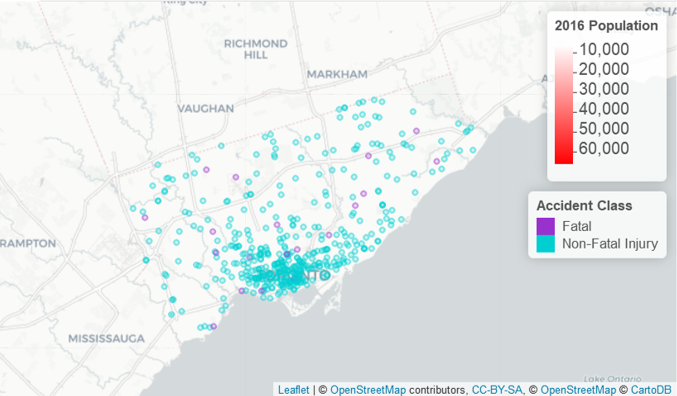 King City
OSHA
RICHMOND
HILL
MARKHAM
VAUGHAN
RAMPTON
MISSISSAUGA
Lake Ontario
2016 Population
10,000
20,000
30,000
40,000
50,000
60,000
Accident Class
Fatal
Non-Fatal Injury
Leaflet | © OpenStreetMap contributors, CC-BY-SA, © OpenStreetMap © CartoDB